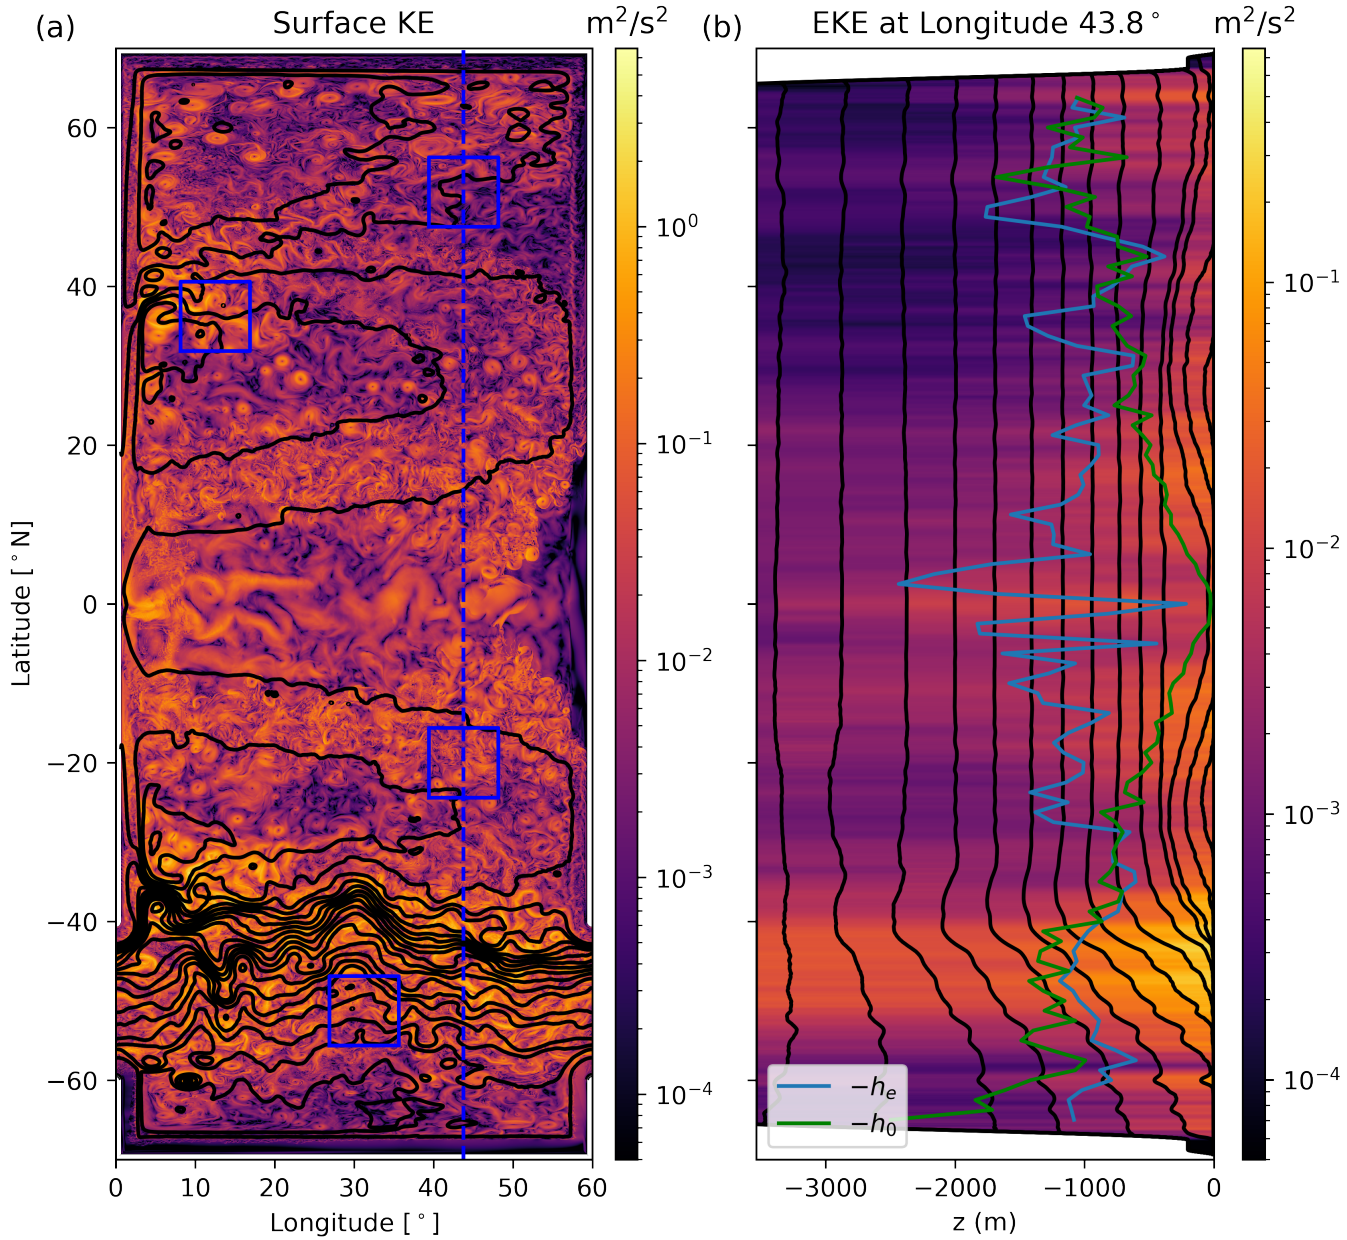 (a)
Surface KE
m²/s²
(b)
EKE at Longitude 43.8°
m²/s²
60
40
20
0
−20
−40
−60
Latitude [°N]
0
10
20
30
40
50
60
Longitude [°]
10⁰
10⁻¹
10⁻²
10⁻³
10⁻⁴
−hₑ
−h₀
−3000
−2000
−1000
0
z (m)
10⁻¹
10⁻²
10⁻³
10⁻⁴